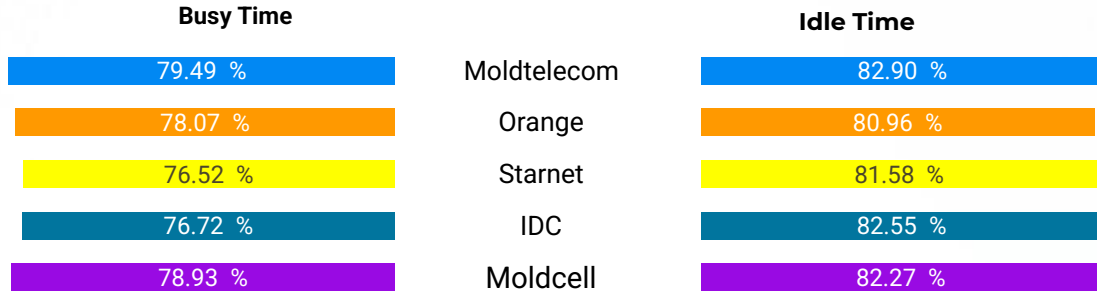 Busy Time Idle Time
79.49 % Moldtelecom 82.90 %
78.07 % Orange 80.96 %
76.52 % Starnet 81.58 %
76.72 % IDC 82.55 %
78.93 % Moldcell 82.27 %